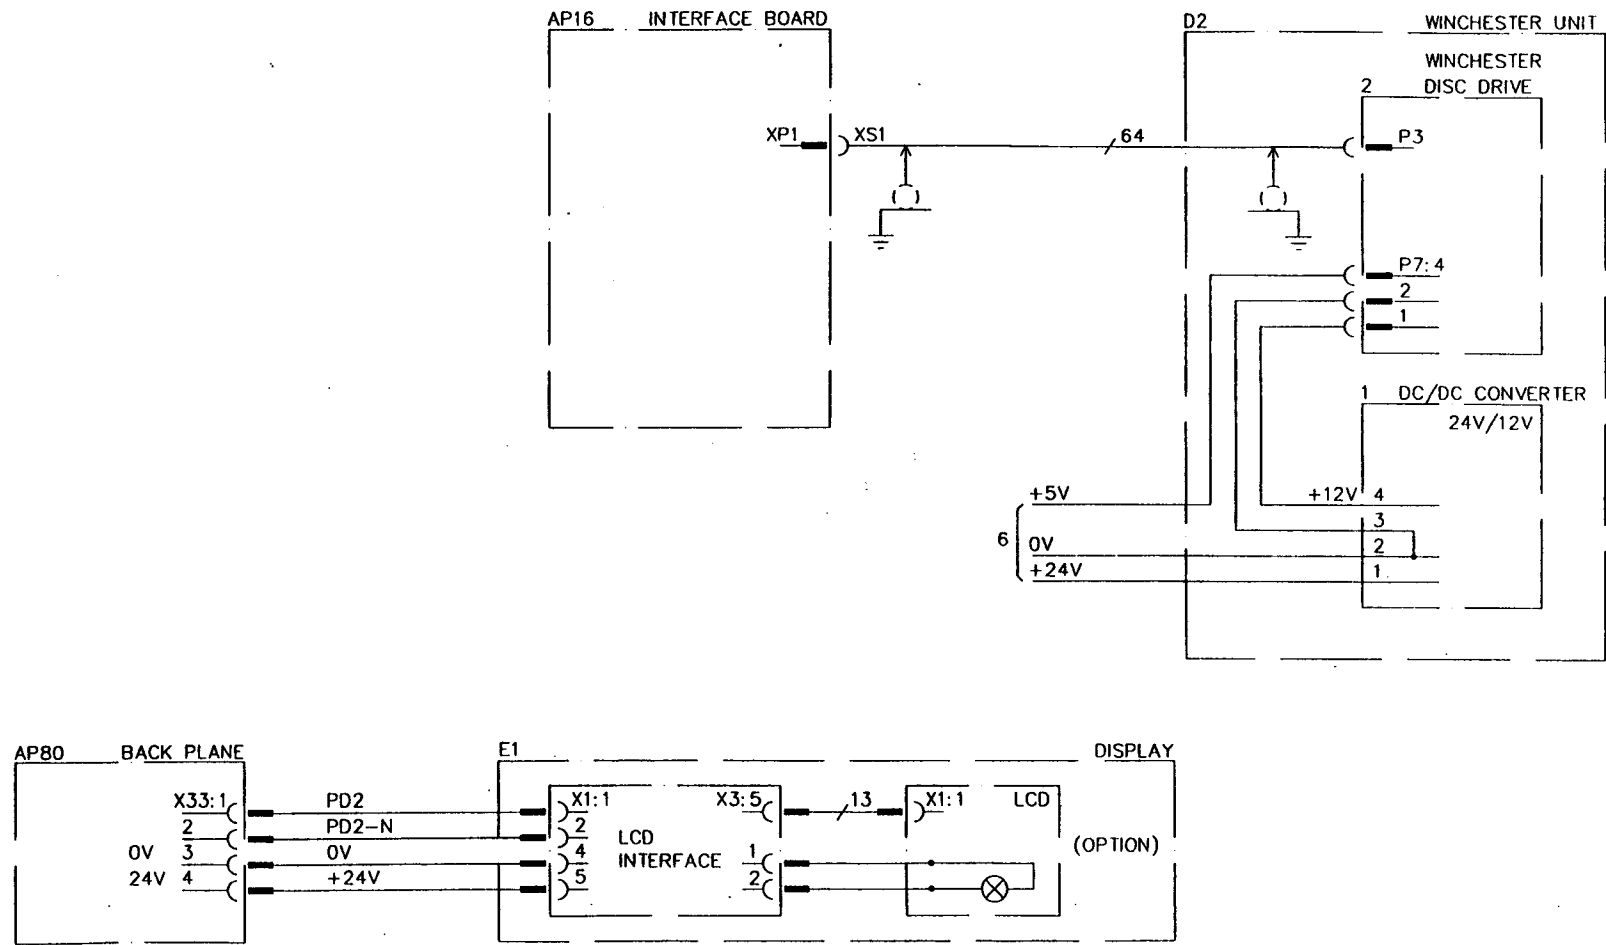 AP16 INTERFACE BOARD
D2 WINCHESTER UNIT
WINCHESTER
2 DISC DRIVE
XP1 XS1 64 P3
P7:4
2
1
1 DC/DC CONVERTER
24V/12V
+5V +12V 4
3
6 0V 2
+24V 1
AP80 BACK PLANE
E1 DISPLAY
X33:1 PD2 X1:1 X3:5 13 X1:1 LCD
2 PD2-N 2
LCD
INTERFACE
(OPTION)
0V 3 0V 4 1
24V 4 +24V 5 2